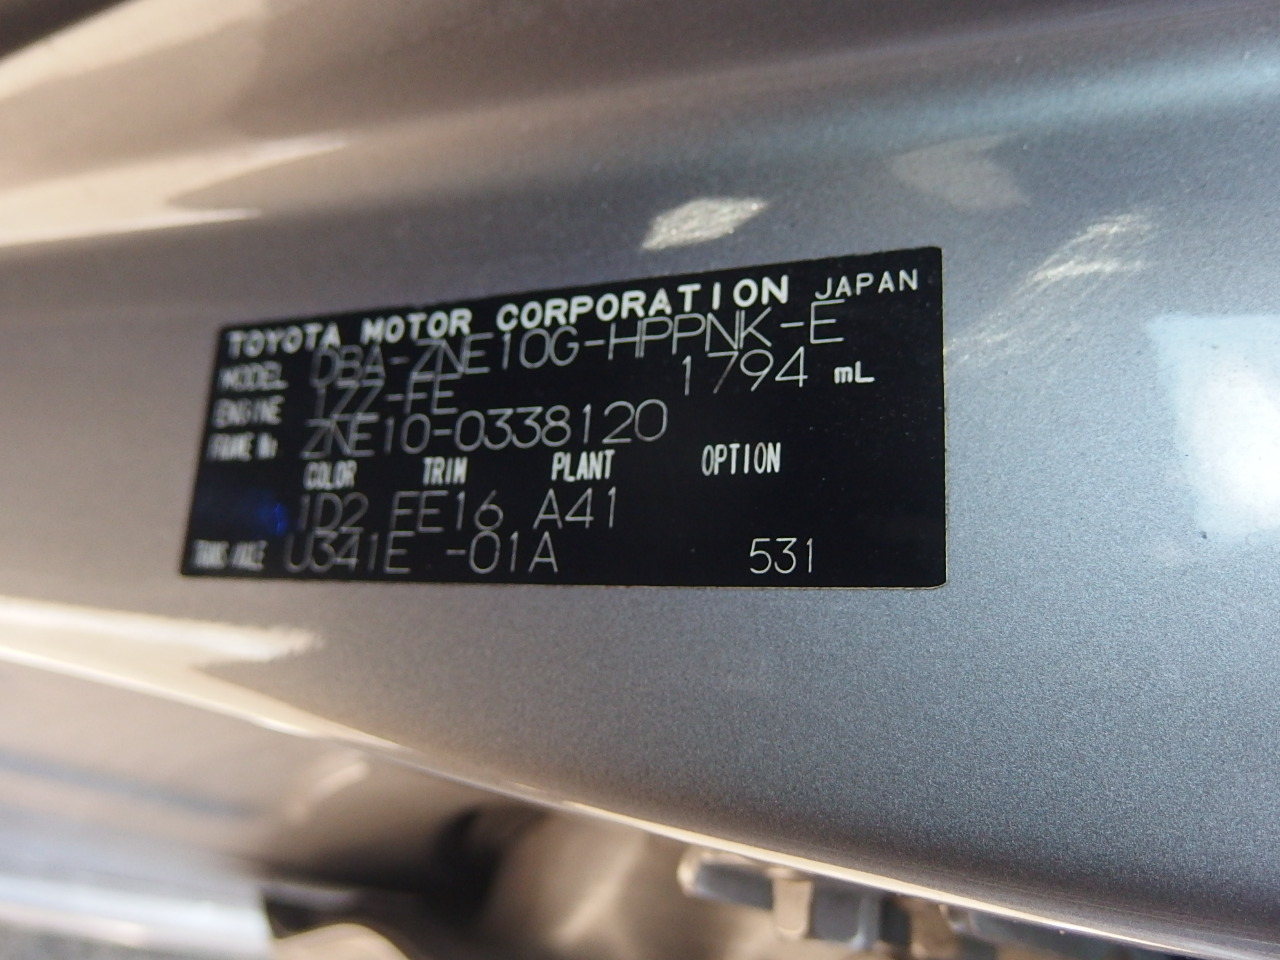 TOYOTA MOTOR CORPORATION JAPAN
MODEL DBA-ZNE10G-HPPNK-E
ENGINE 1ZZ-FE 1794 mL
FRAME No. ZNE10-0338120
COLOR TRIM PLANT OPTION
1D2 FE16 A41
TRANS/AXLE U341E -01A 531